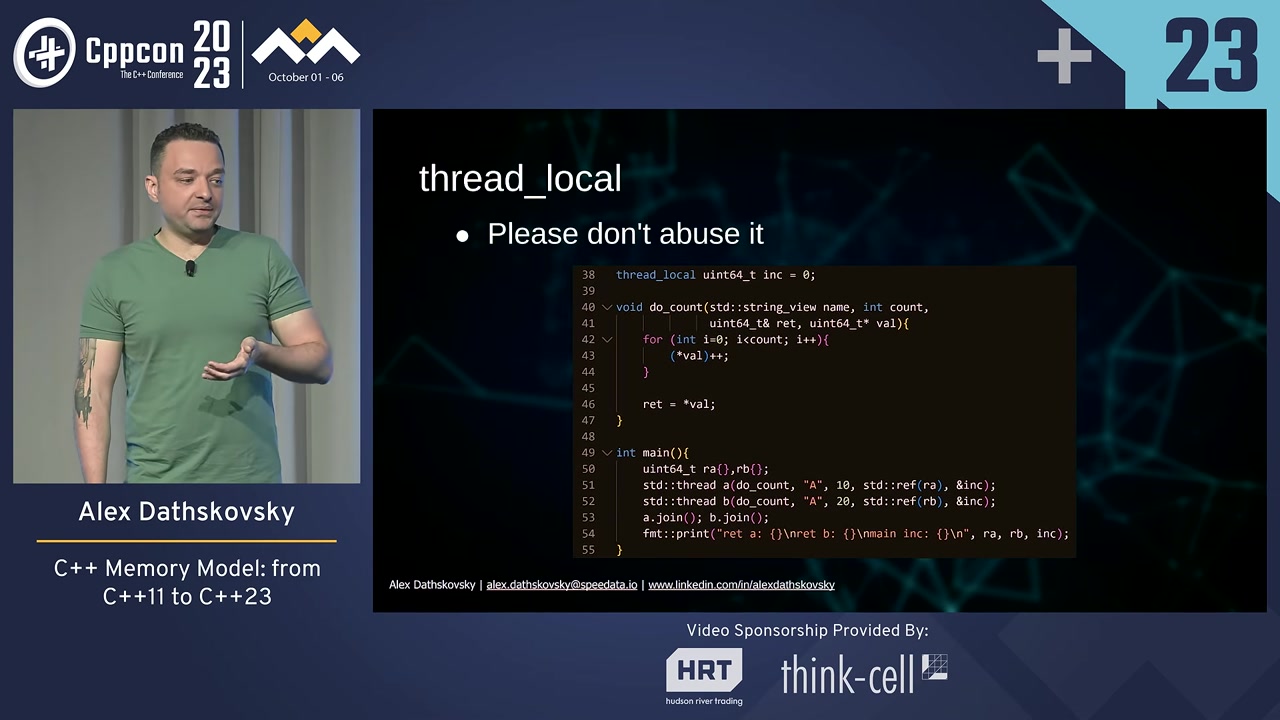 Cppcon
The C++ Conference
20
23
October 01 - 06
23
thread_local
● Please don't abuse it
38 thread_local uint64_t inc = 0;
39
40 void do_count(std::string_view name, int count,
41 uint64_t& ret, uint64_t* val){
42 for (int i=0; i<count; i++){
43 (*val)++;
44 }
45
46 ret = *val;
47 }
48
49 int main(){
50 uint64_t ra{},rb{};
51 std::thread a(do_count, "A", 10, std::ref(ra), &inc);
52 std::thread b(do_count, "A", 20, std::ref(rb), &inc);
53 a.join(); b.join();
54 fmt::print("ret a: {}\nret b: {}\nmain inc: {}\n", ra, rb, inc);
55 }
Alex Dathskovsky | alex.dathskovsky@speedata.io | www.linkedin.com/in/alexdathskovsky
Alex Dathskovsky
C++ Memory Model: from
C++11 to C++23
Video Sponsorship Provided By:
HRT
hudson river trading
think-cell